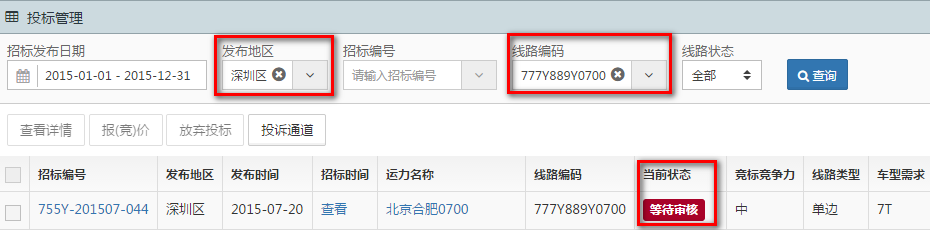 投标管理
招标发布日期 发布地区 招标编号 线路编码 线路状态
2015-01-01 - 2015-12-31 深圳区 请输入招标编号 777Y889Y0700 全部 查询
查看详情 报(竞)价 放弃投标 投诉通道
招标编号 发布地区 发布时间 招标时间 运力名称 线路编码 当前状态 竞标竞争力 线路类型 车型需求
755Y-201507-044 深圳区 2015-07-20 查看 北京合肥0700 777Y889Y0700 等待审核 中 单边 7T